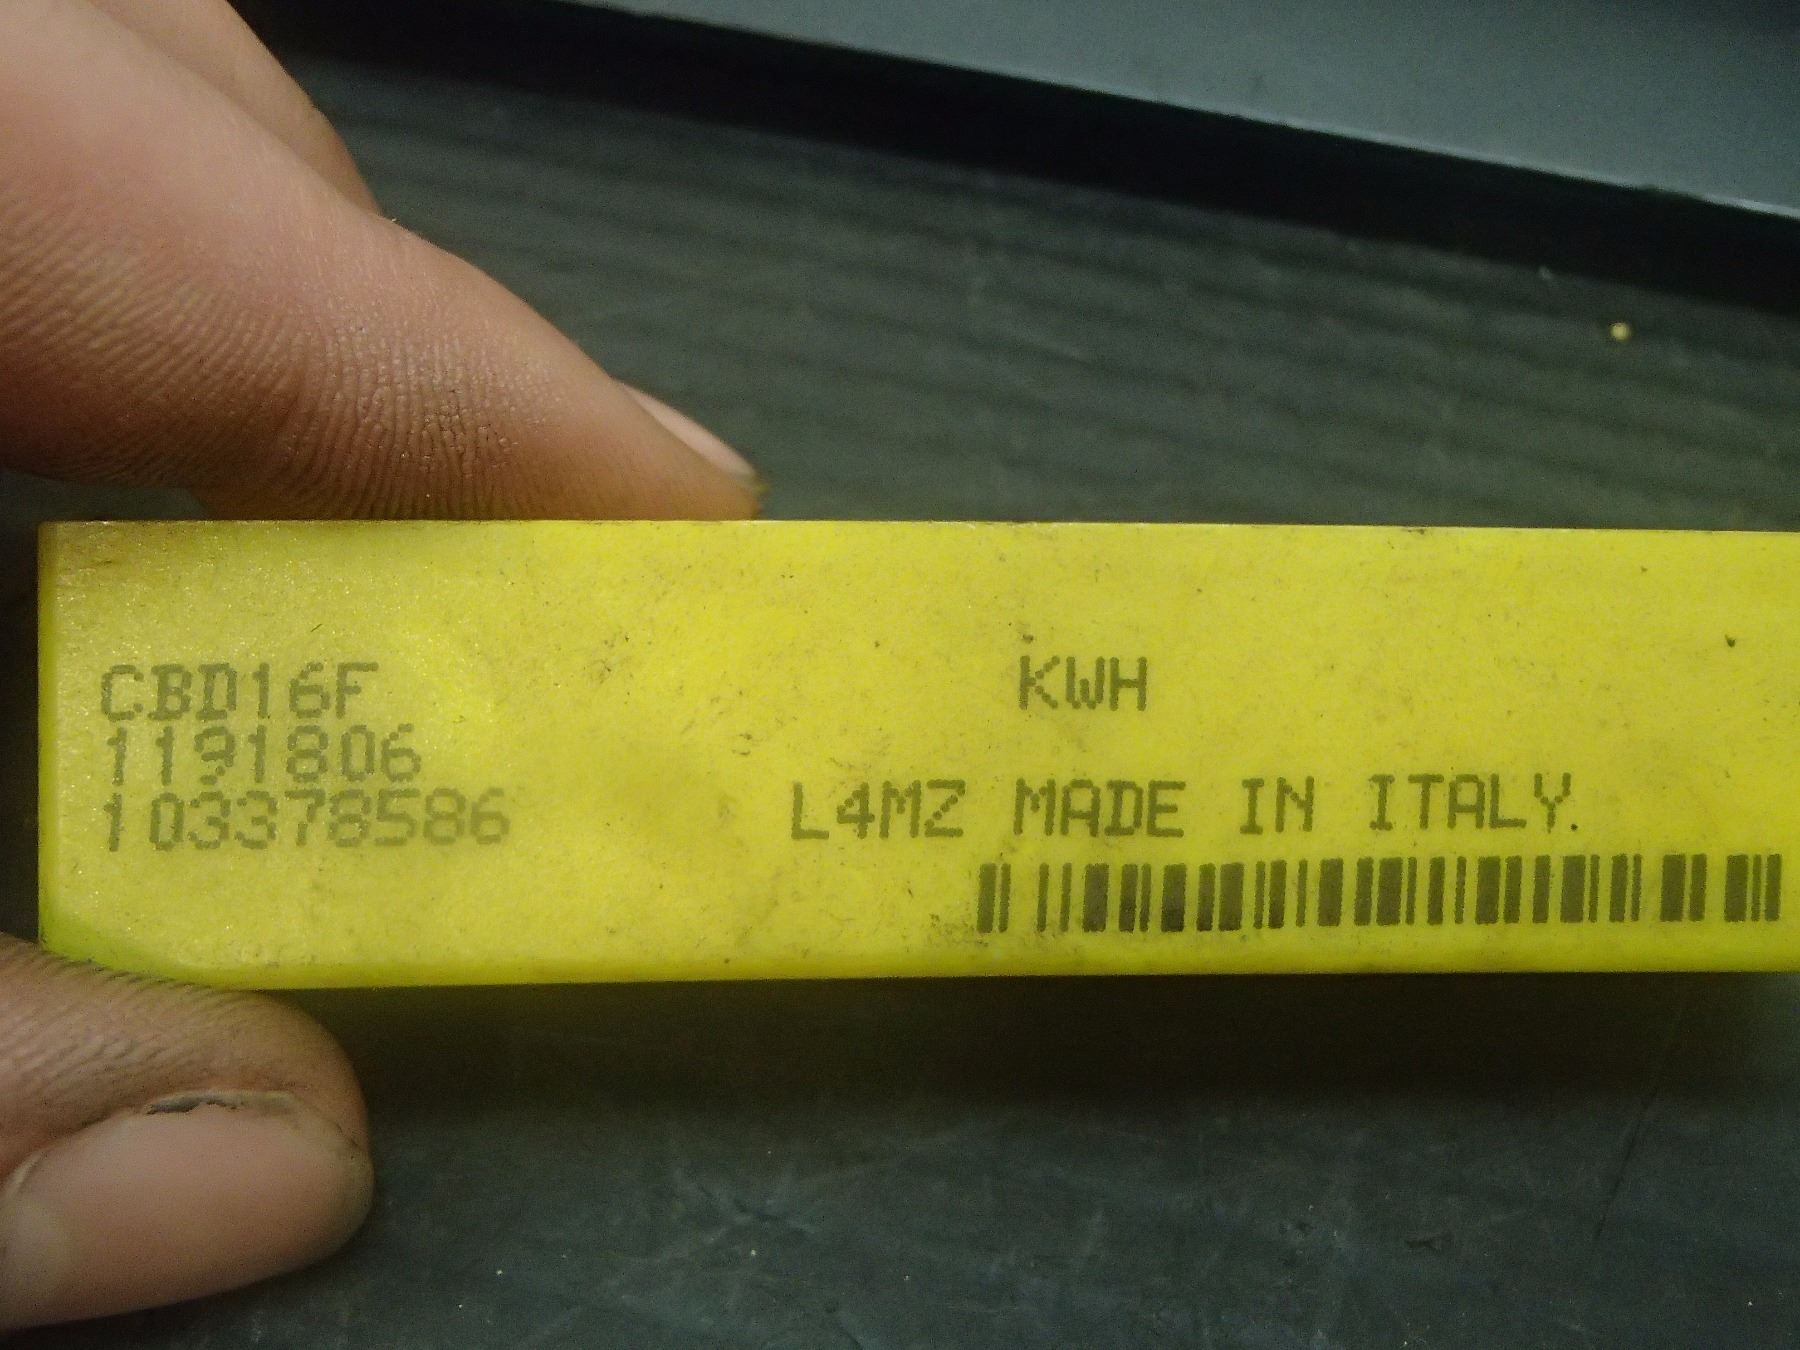 CBD16F
KWH
1191806
103378586
L4MZ MADE IN ITALY.